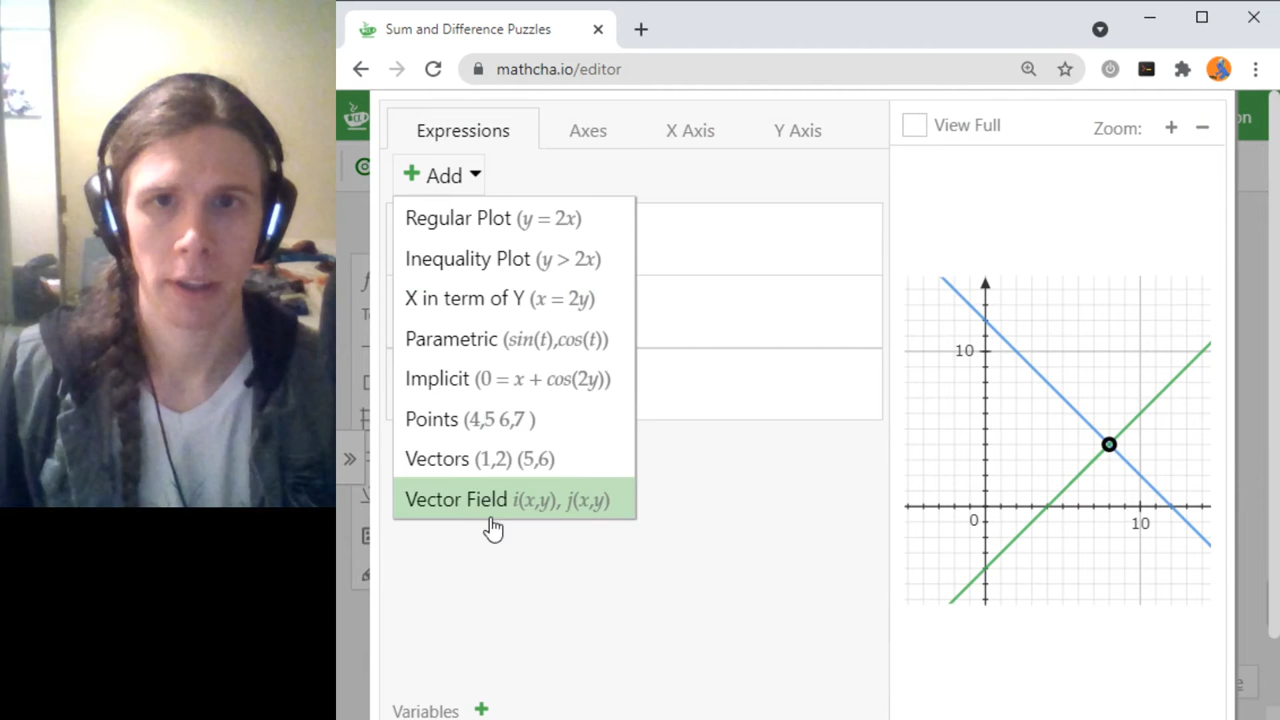 Sum and Difference Puzzles
mathcha.io/editor
Expressions
Axes
X Axis
Y Axis
View Full
Zoom: + −
+ Add
on
Regular Plot (y = 2x)
Inequality Plot (y > 2x)
X in term of Y (x = 2y)
Parametric (sin(t),cos(t))
Implicit (0 = x + cos(2y))
Points (4,5 6,7 )
Vectors (1,2) (5,6)
Vector Field i(x,y), j(x,y)
10
0
10
Variables +